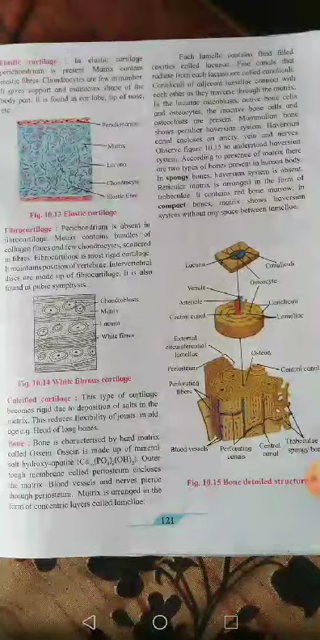 Elastic cartilage : In elastic cartilage
perichondrium is present. Matrix contains
elastic fibres. Chondrocytes are few in number.
It gives support and maintains shape of the
body part. It is found in ear lobe, tip of nose,
etc.
Perichondrium
Matrix
Lacuna
Chondrocyte
Elastic fibre
Fig. 10.13 Elastic cartilage
Fibrocartilage : Perichondrium is absent in
fibrocartilage. Matrix contains bundles of
collagen fibres and few chondrocytes, scattered
in fibres. Fibrocartilage is most rigid cartilage.
It maintains position of vertebrae. Intervertebral
discs are made up of fibrocartilage. It is also
found at pubic symphysis.
Chondroblasts
Matrix
Lacuna
White fibres
Fig. 10.14 White fibrous cartilage
Calcified cartilage : This type of cartilage
becomes rigid due to deposition of salts in the
matrix. This reduces flexibility of joints in old
age e.g. Head of long bones.
Bone : Bone is characterised by hard matrix
called Ossein. Ossein is made up of mineral
salt hydroxy-apatite (Ca10(PO4)6(OH)2). Outer
tough membrane called periosteum encloses
the matrix. Blood vessels and nerves pierce
through periosteum. Matrix is arranged in the
form of concentric layers called lamellae.
Each lamella contains fluid filled
cavities called lacunae. Fine canals that
radiate from each lacuna are called canaliculi.
Canaliculi of adjacent lamellae connect with
each other as they traverse through the matrix.
In the lacunae osteoblasts, active bone cells
and osteocytes, the inactive bone cells and
osteoclasts are present. Mammalian bone
shows peculiar haversian system. Haversian
canal encloses an artery, vein and nerves.
Observe figure 10.15 to understand haversian
system. According to presence of matrix there
are two types of bones present in human body.
In spongy bones, haversian system is absent.
Reticular matrix is arranged in the form of
trabeculae. It contains red bone marrow, in
compact bones, matrix shows haversian
system without any space between lamellae.
Lacuna
Canaliculi
Osteocyte
Venule
Arteriole
Canaliculi
Central canal
Lamellae
External
circumferential
lamellae
Osteon
Periosteum
Central canal
Perforating
fibres
Blood vessels
Perforating
canals
Central
canal
Trabeculae
spongy bone
Fig. 10.15 Bone detailed structure
121